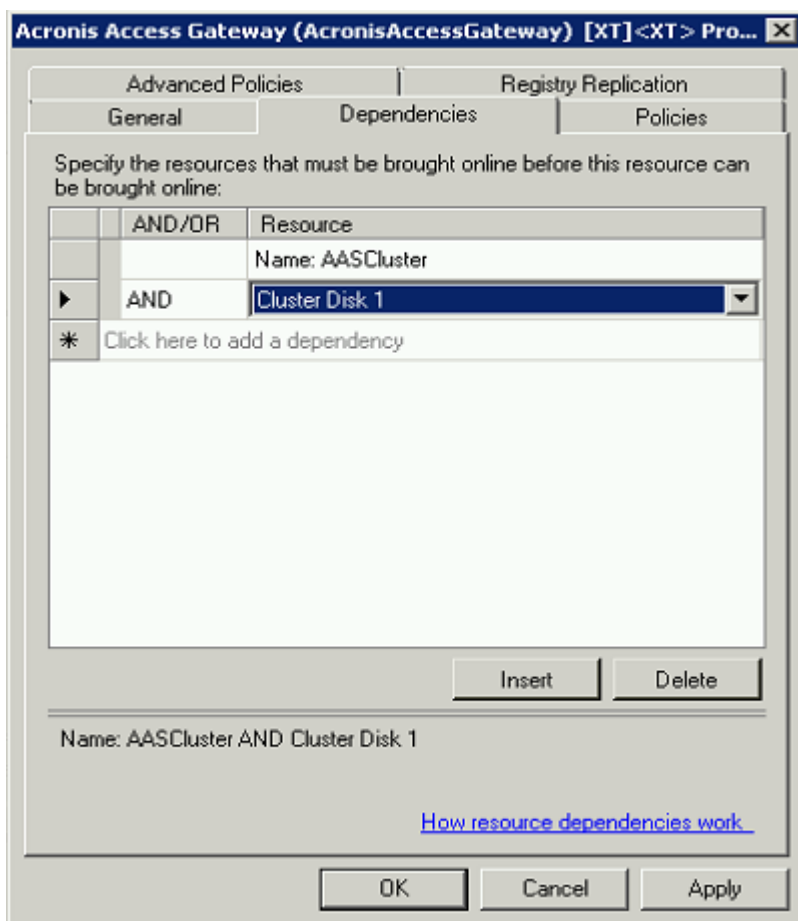 Acronis Access Gateway (AcronisAccessGateway) [XT]<XT> Pro...
Advanced Policies Registry Replication
General Dependencies Policies
Specify the resources that must be brought online before this resource can
be brought online:
AND/OR Resource
Name: AASCluster
AND Cluster Disk 1
Click here to add a dependency
Insert Delete
Name: AASCluster AND Cluster Disk 1
How resource dependencies work
OK Cancel Apply